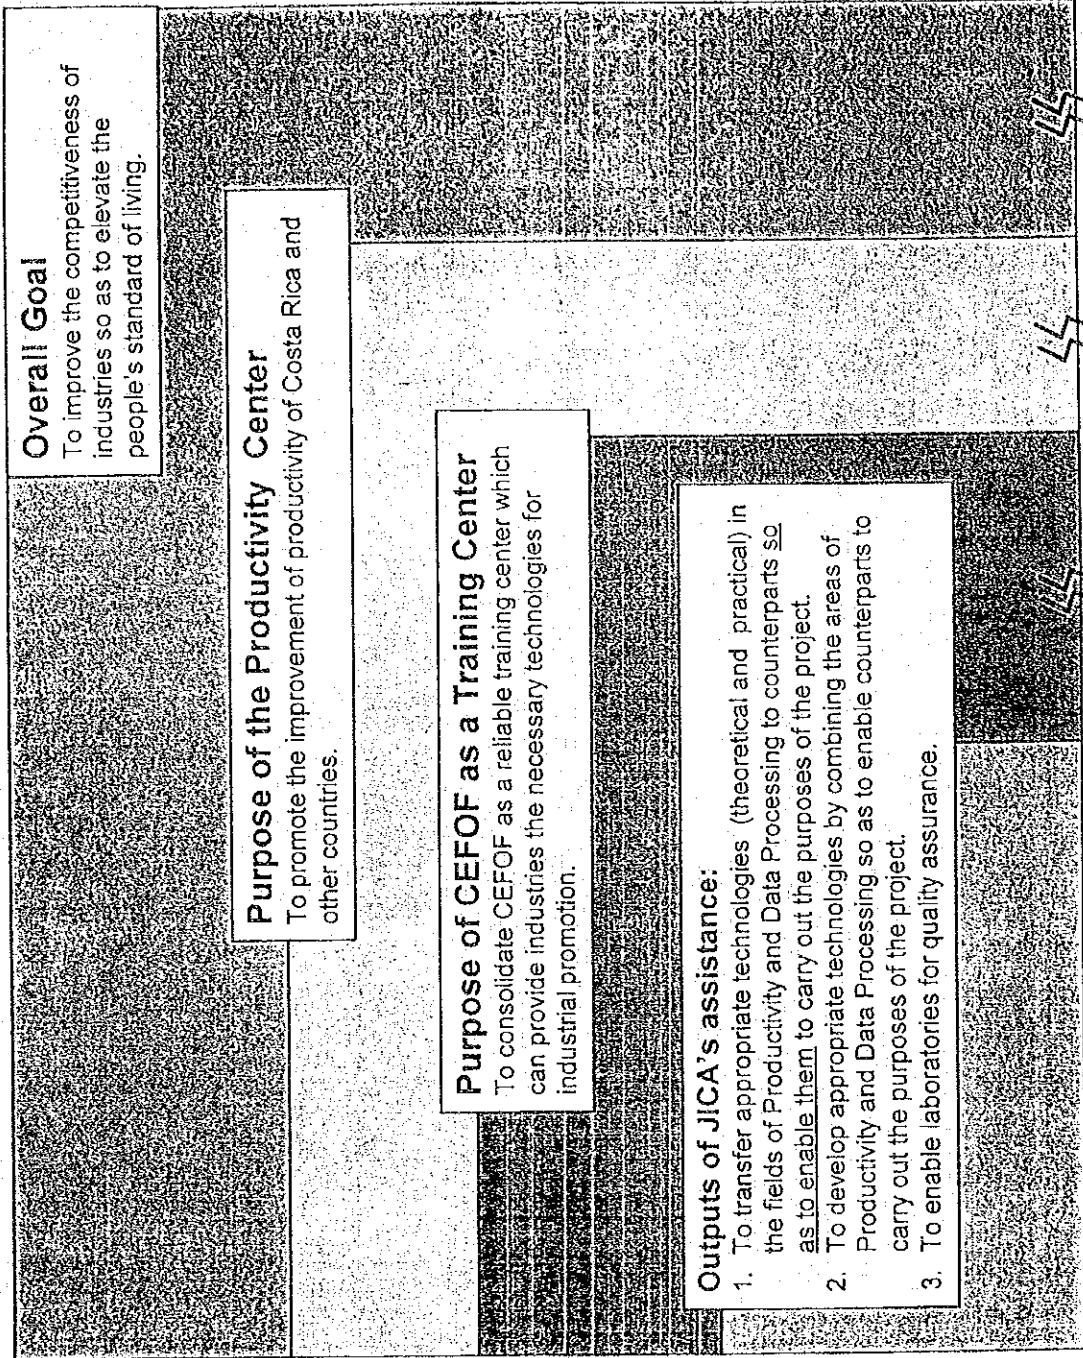 Overall Goal
To improve the competitiveness of
industries so as to elevate the
people's standard of living.
Purpose of the Productivity Center
To promote the improvement of productivity of Costa Rica and
other countries.
Purpose of CEFOF as a Training Center
To consolidate CEFOF as a reliable training center which
can provide industries the necessary technologies for
industrial promotion.
Outputs of JICA's assistance:
1. To transfer appropriate technologies (theoretical and practical) in
the fields of Productivity and Data Processing to counterparts so
as to enable them to carry out the purposes of the project.
2. To develop appropriate technologies by combining the areas of
Productivity and Data Processing so as to enable counterparts to
carry out the purposes of the project.
3. To enable laboratories for quality assurance.